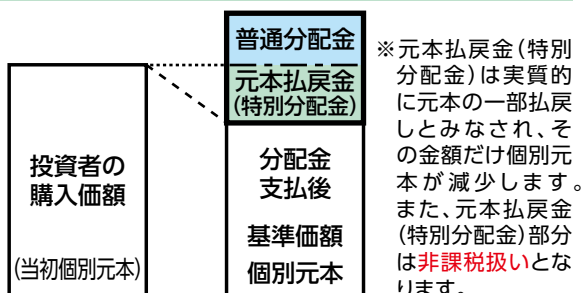 普通分配金
元本払戻金
(特別分配金)
投資者の
購入価額
(当初個別元本)
分配金
支払後
基準価額
個別元本
※元本払戻金(特別
分配金)は実質的
に元本の一部払戻
しとみなされ、そ
の金額だけ個別元
本が減少します。
また、元本払戻金
(特別分配金)部分
は非課税扱いとな
ります。